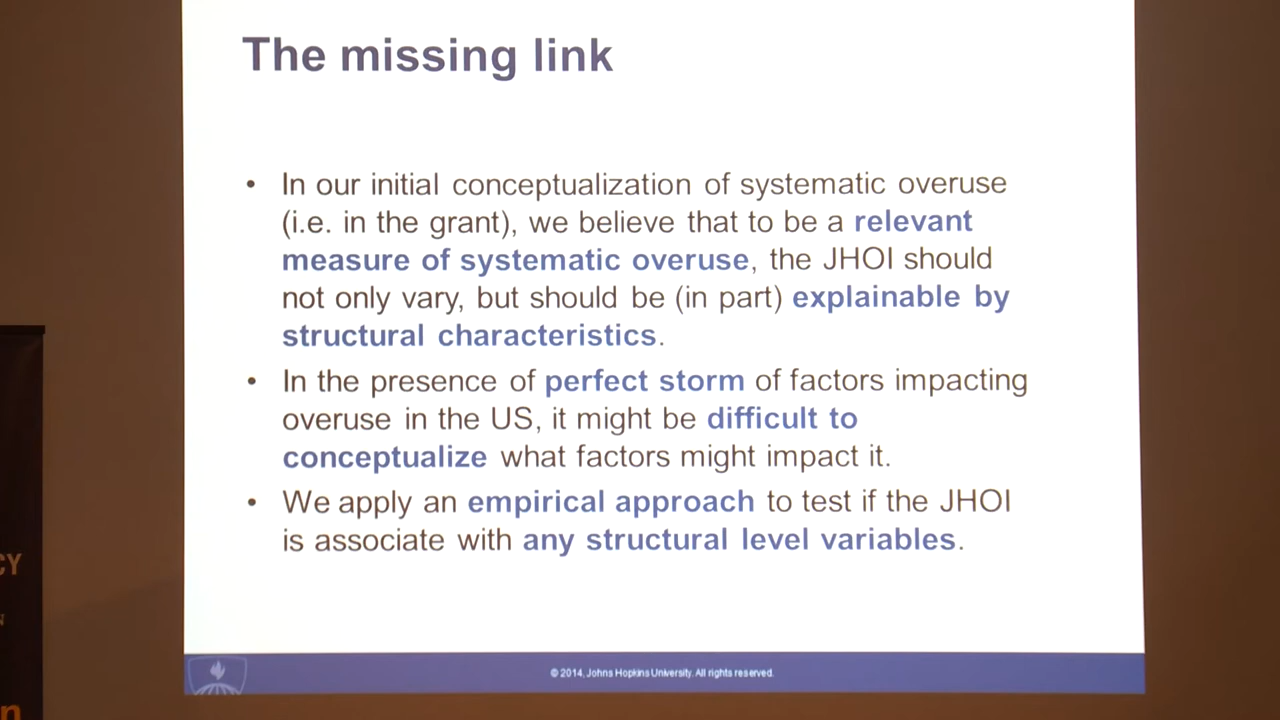 The missing link
• In our initial conceptualization of systematic overuse
(i.e. in the grant), we believe that to be a relevant
measure of systematic overuse, the JHOI should
not only vary, but should be (in part) explainable by
structural characteristics.
• In the presence of perfect storm of factors impacting
overuse in the US, it might be difficult to
conceptualize what factors might impact it.
• We apply an empirical approach to test if the JHOI
is associate with any structural level variables.
© 2014, Johns Hopkins University. All rights reserved.
CY
N
n